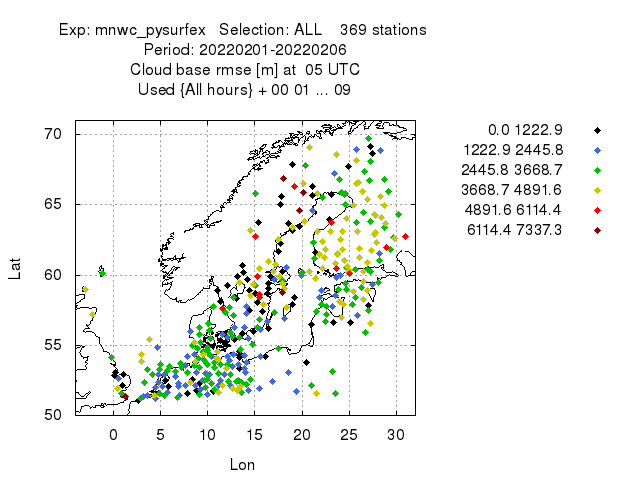 Exp: mnwc_pysurfex   Selection: ALL    369 stations
Period: 20220201-20220206
Cloud base rmse [m] at  05 UTC
Used {All hours} + 00 01 ... 09
0.0 1222.9
1222.9 2445.8
2445.8 3668.7
3668.7 4891.6
4891.6 6114.4
6114.4 7337.3
70
65
60
55
50
Lat
0 5 10 15 20 25 30
Lon